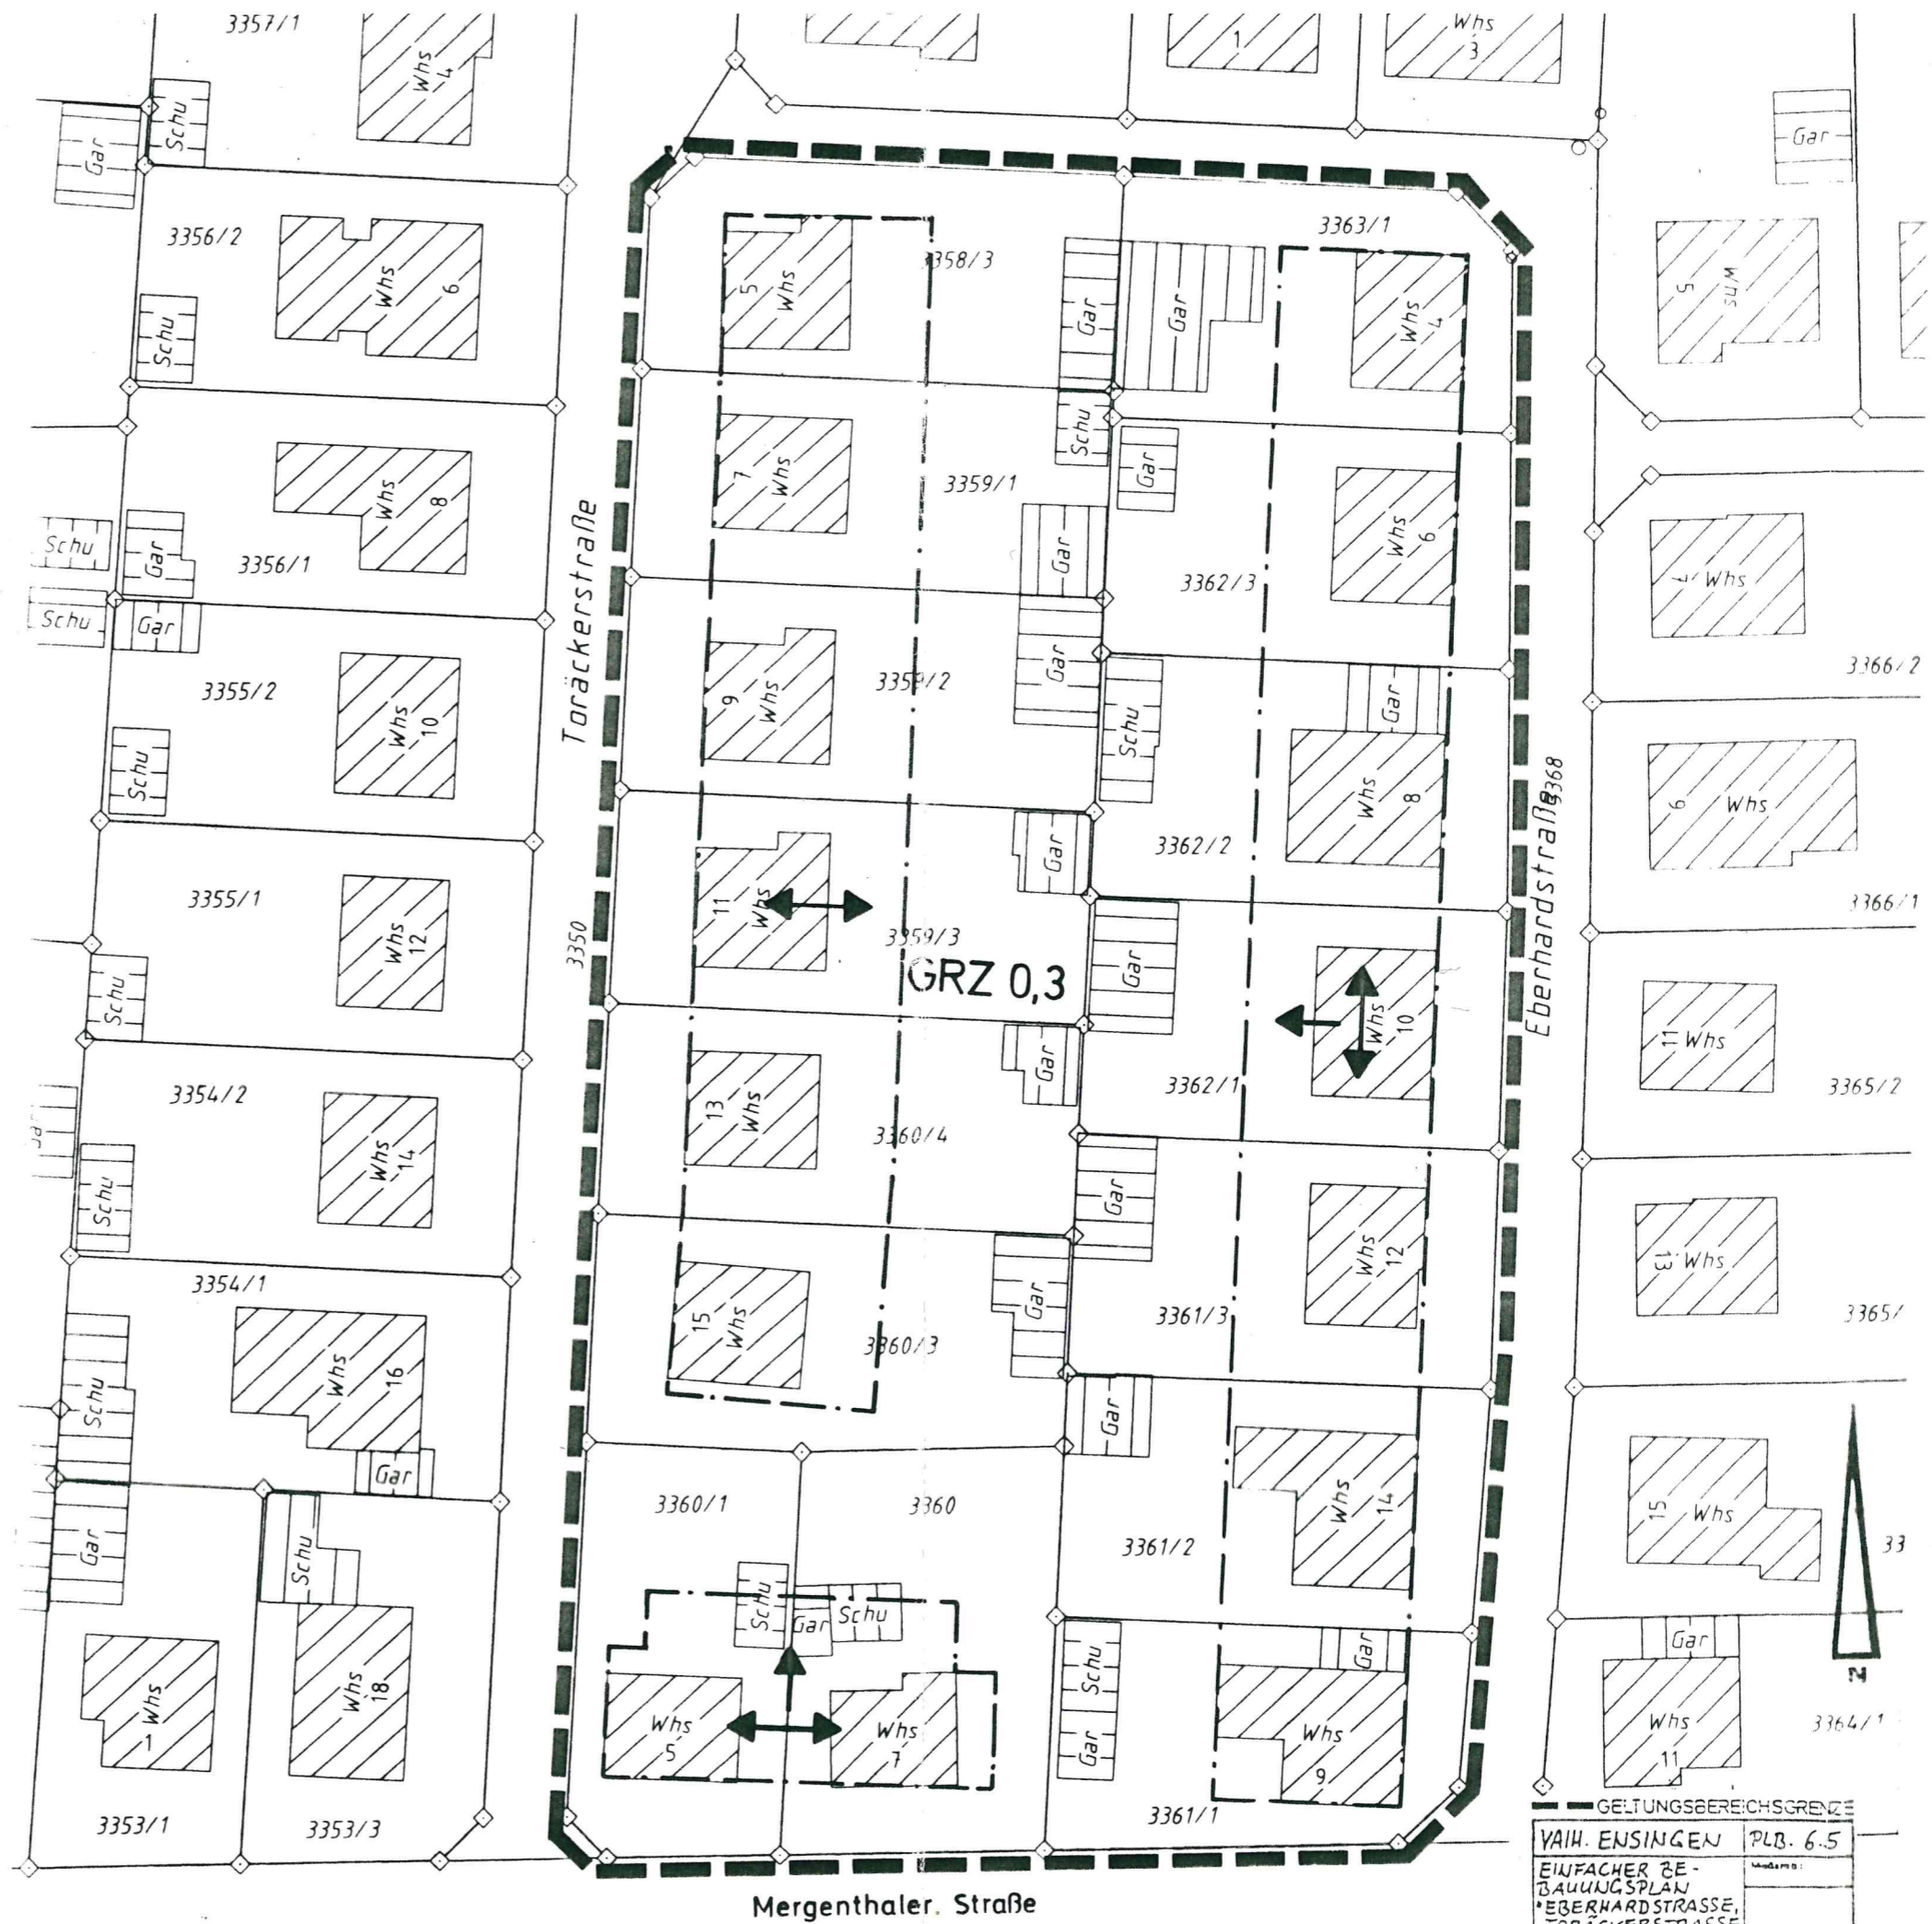 3357/1
Whs
4
1
Whs
3
Schu
Gar
Gar
3356/2
Whs
6
Schu
3363/1
3358/3
5
Whs
Gar
Gar
Whs
4
5
Whs
Schu
Gar
3359/1
7
Whs
Whs
6
Whs
8
Schu
Gar
3356/1
Gar
3362/3
7 Whs
Schu
Gar
Toräckerstraße
3366/2
3355/2
Whs
10
9
Whs
3359/2
Gar
Schu
Gar
Schu
Whs
8
3368
9
Whs
3362/2
Gar
Eberhardstraße
3355/1
Whs
12
11
Whs
3366/1
3359/3
3350
GRZ 0,3
Gar
Schu
Whs
10
11 Whs
3354/2
Gar
3362/1
3365/2
Whs
14
13
Whs
3360/4
Schu
Gar
Whs
12
13 Whs
3354/1
Gar
3361/3
3365/
15
Whs
3360/3
Whs
16
Schu
Gar
Gar
3360/1
3360
Whs
14
15
Whs
Gar
Schu
3361/2
33
Schu
Gar
Schu
Gar
Gar
Schu
N
1 Whs
Whs
18
Whs
5
Whs
7
Gar
Whs
9
Whs
11
3364/1
3353/1
3353/3
3361/1
GELTUNGSBEREICHSGRENZE
VAIH. ENSINGEN PLB. 6.5
EINFACHER BE-
BAUUNGSPLAN
"EBERHARDSTRASSE,
TORÄCKERSTRASSE
Mergenthaler. Straße